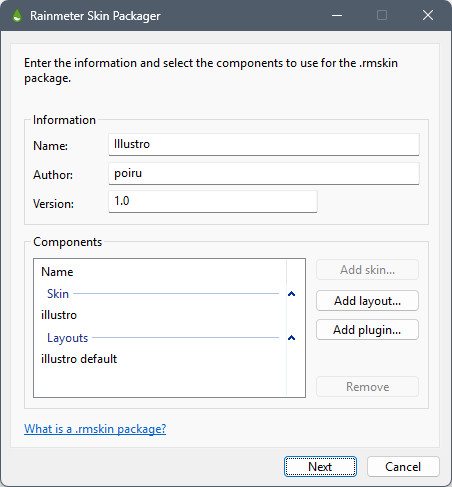 Rainmeter Skin Packager
Enter the information and select the components to use for the .rmskin
package.
Information
Name:
Illustro
Author:
poiru
Version:
1.0
Components
Name
Skin
illustro
Layouts
illustro default
Add skin...
Add layout...
Add plugin...
Remove
What is a .rmskin package?
Next
Cancel